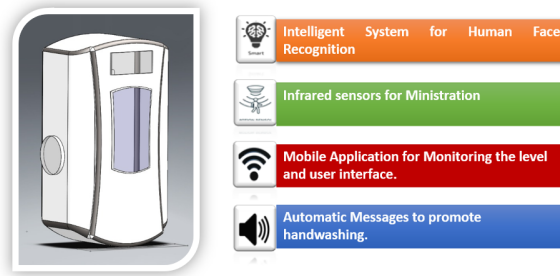 Intelligent System for Human Face
Recognition
Smart
Infrared sensors for Ministration
Mobile Application for Monitoring the level
and user interface.
Automatic Messages to promote
handwashing.